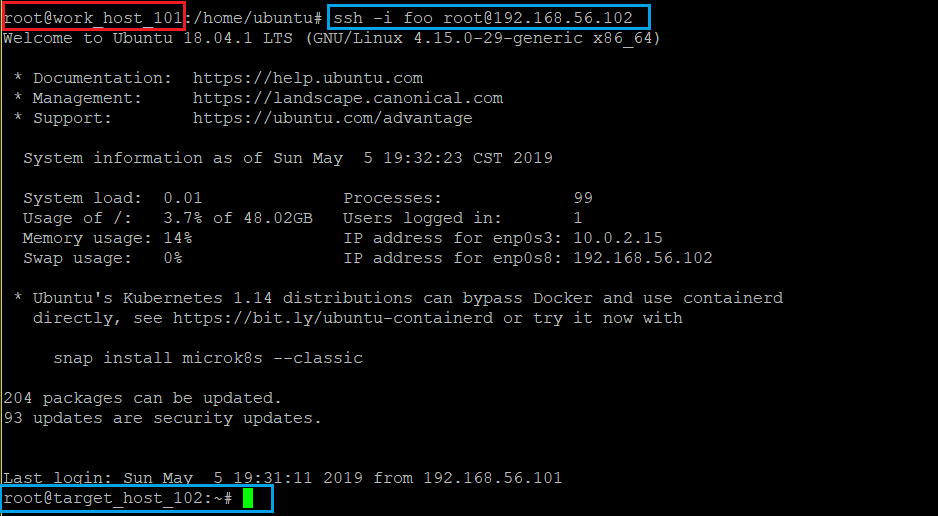 root@work_host_101:/home/ubuntu# ssh -i foo root@192.168.56.102
Welcome to Ubuntu 18.04.1 LTS (GNU/Linux 4.15.0-29-generic x86_64)
* Documentation:  https://help.ubuntu.com
* Management:     https://landscape.canonical.com
* Support:        https://ubuntu.com/advantage
System information as of Sun May  5 19:32:23 CST 2019
System load:  0.01              Processes:             99
Usage of /:   3.7% of 48.02GB   Users logged in:       1
Memory usage: 14%               IP address for enp0s3: 10.0.2.15
Swap usage:   0%                IP address for enp0s8: 192.168.56.102
* Ubuntu's Kubernetes 1.14 distributions can bypass Docker and use containerd
directly, see https://bit.ly/ubuntu-containerd or try it now with
snap install microk8s --classic
204 packages can be updated.
93 updates are security updates.
Last login: Sun May  5 19:31:11 2019 from 192.168.56.101
root@target_host_102:~#